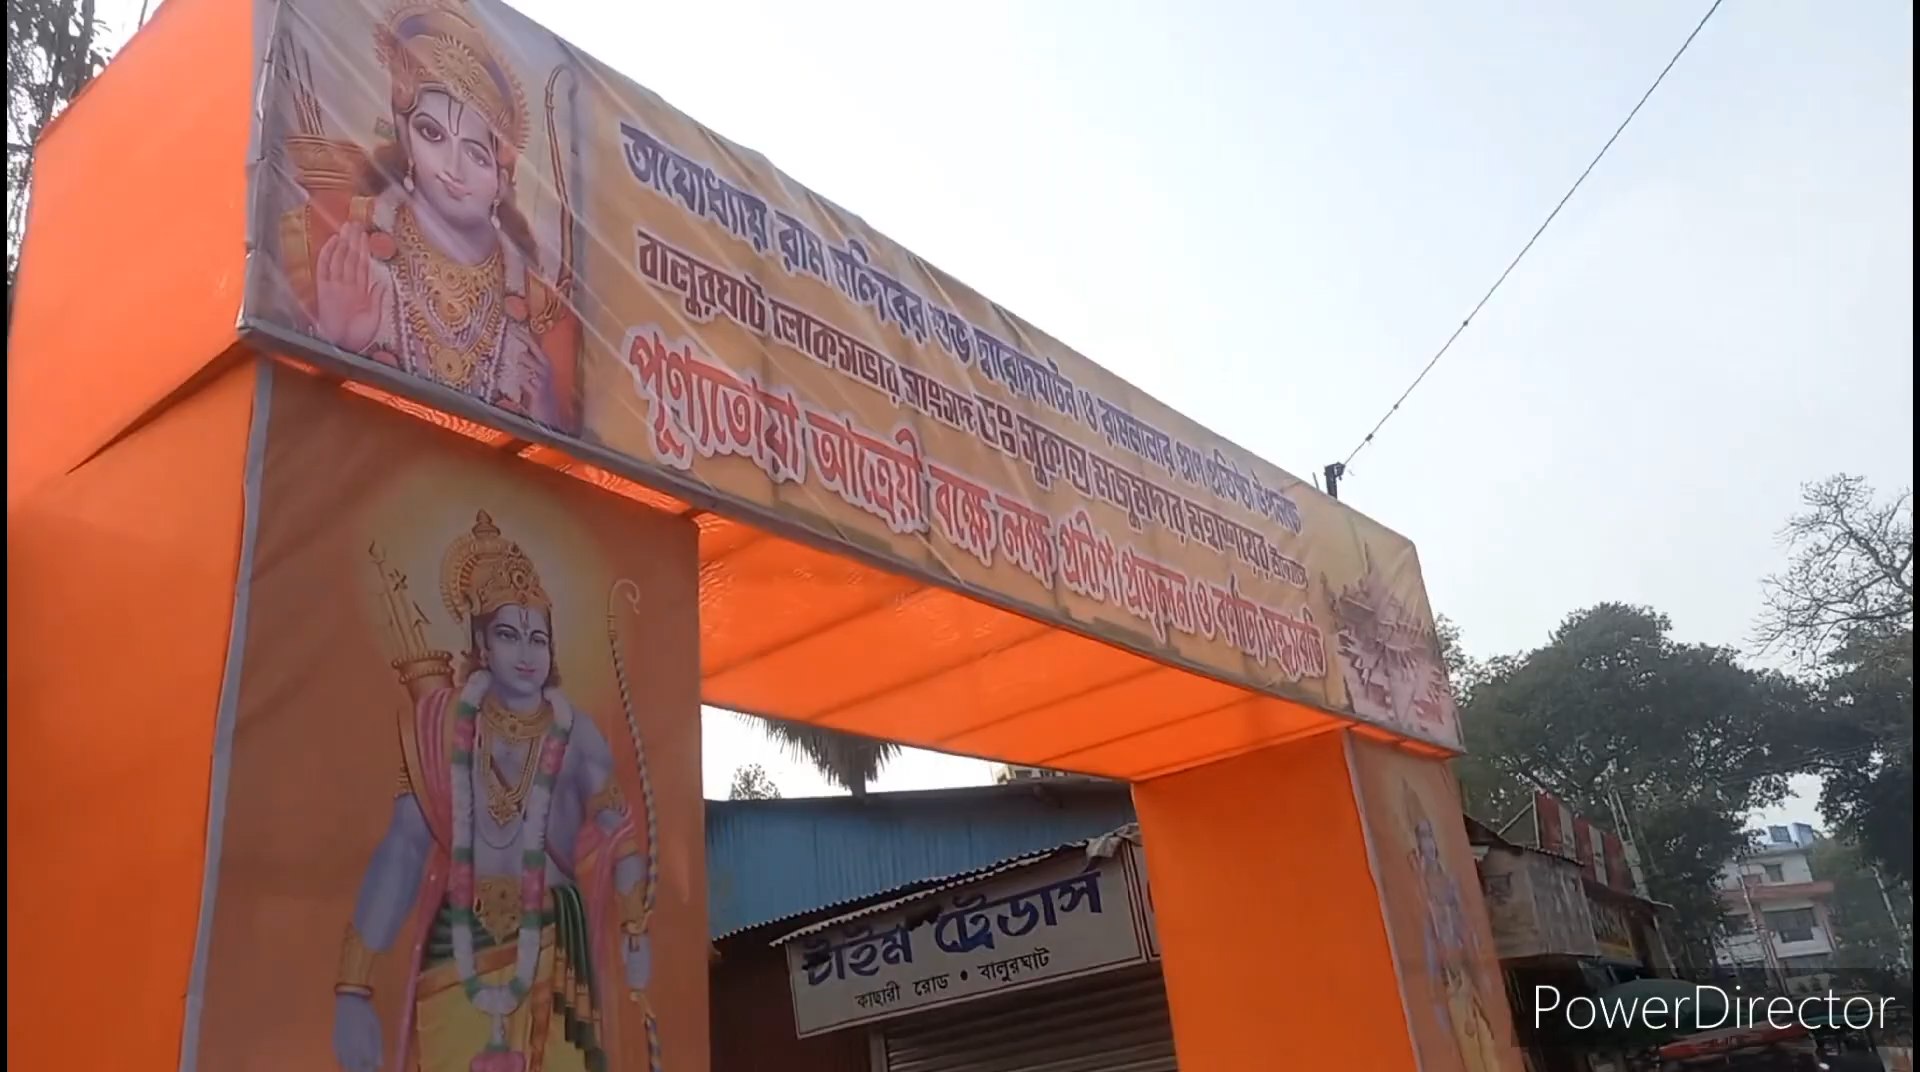 অযোধ্যায় রাম মন্দিরের শুভ দ্বারোদঘাটন ও রামলালার প্রাণ প্রতিষ্ঠা উপলক্ষে
বালুরঘাট লোকসভার সাংসদ ডঃ সুকান্ত মজুমদার মহাশয়ের উদ্যোগে
পূণ্যতোয়া আত্রেয়ী বক্ষে লক্ষ প্রদীপ প্রজ্বলন ও বর্ণাঢ্য সন্ধ্যারতি
টাইম ট্রেডার্স
কাছারী রোড • বালুরঘাট
PowerDirector